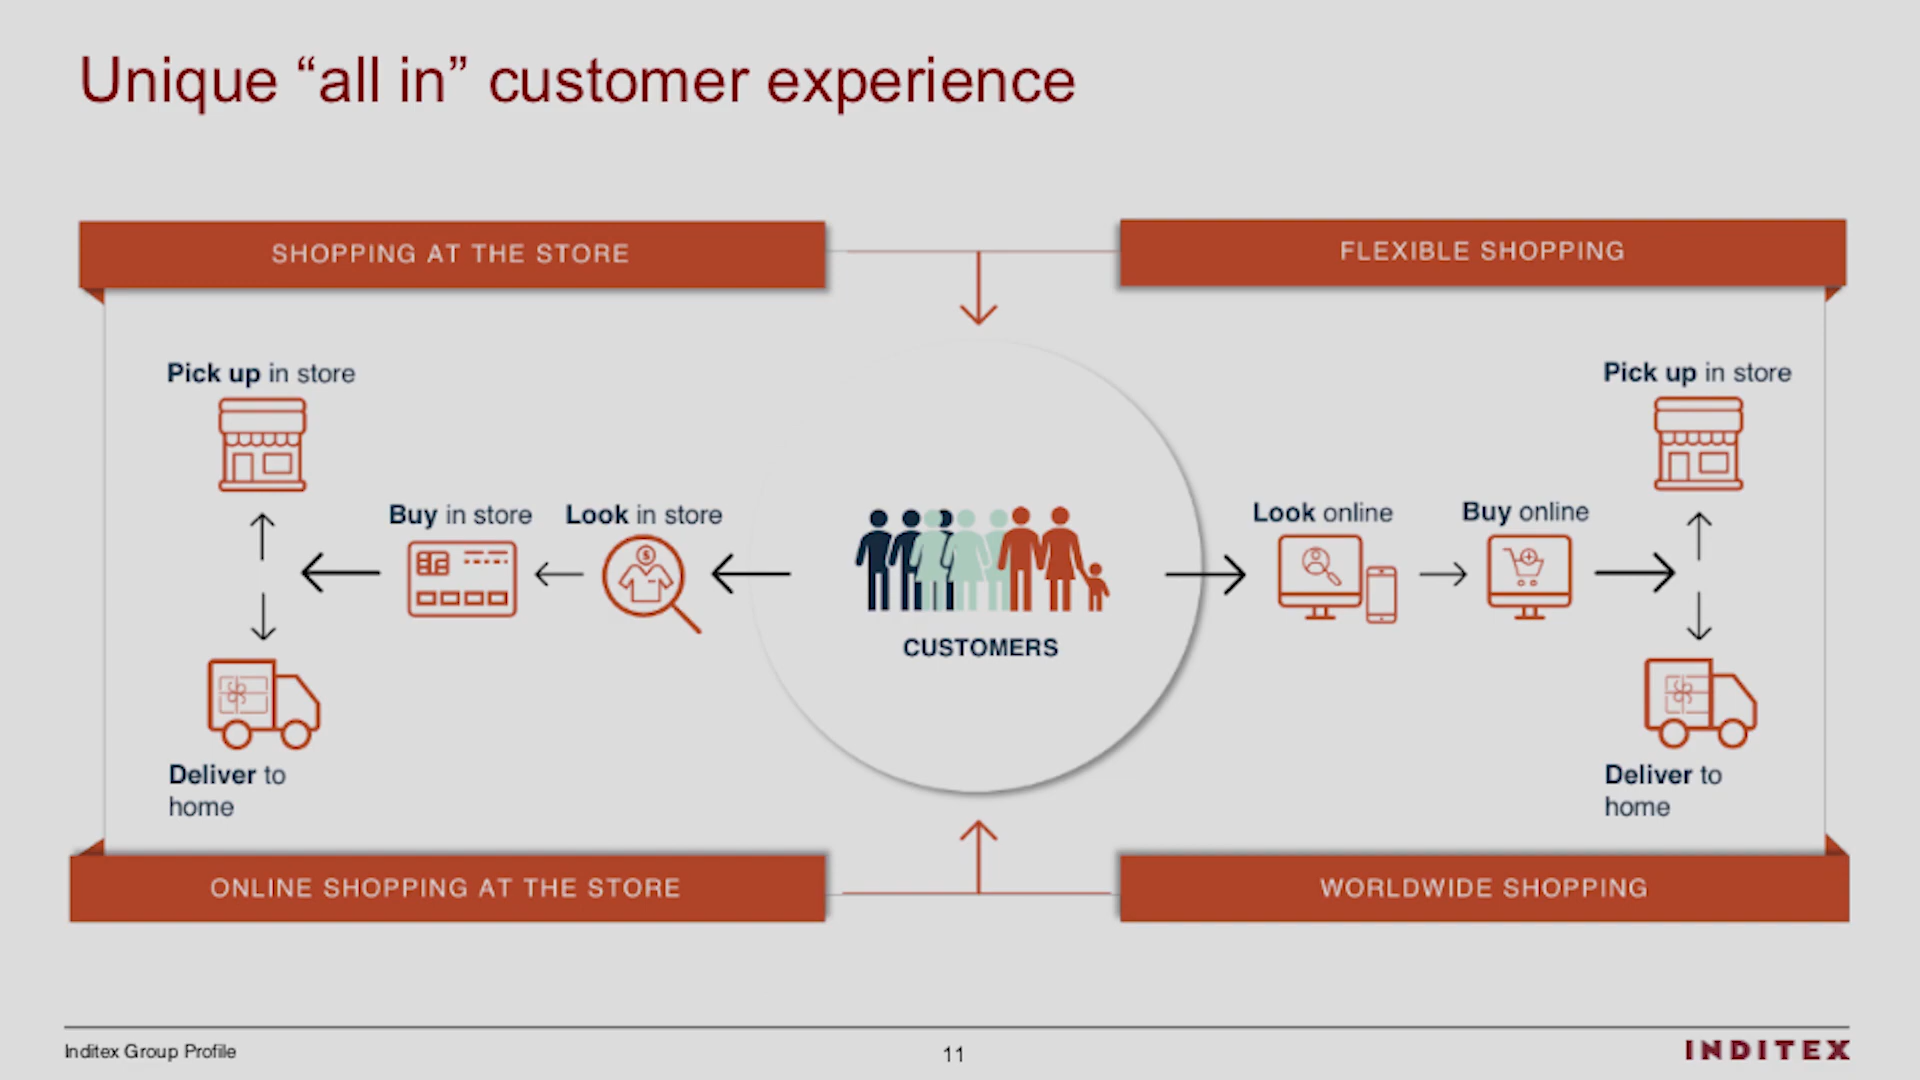 Unique “all in” customer experience
SHOPPING AT THE STORE
FLEXIBLE SHOPPING
Pick up in store
Buy in store
Look in store
Deliver to
home
CUSTOMERS
Look online
Buy online
Pick up in store
Deliver to
home
ONLINE SHOPPING AT THE STORE
WORLDWIDE SHOPPING
Inditex Group Profile
11
INDITEX